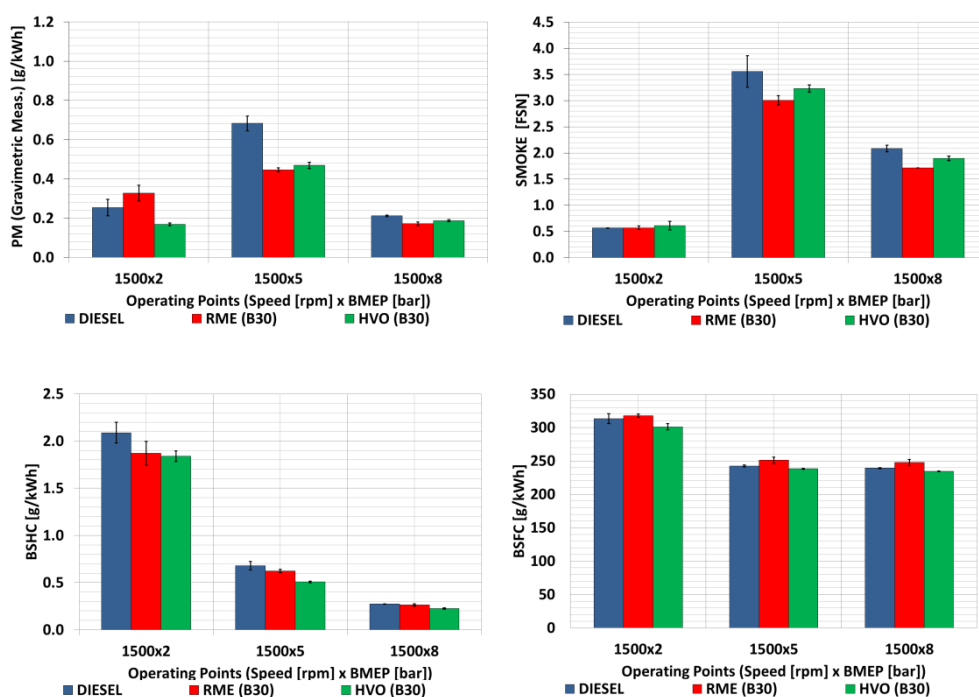 PM (Gravimetric Meas.) [g/kWh]
1.2
1.0
0.8
0.6
0.4
0.2
0.0
1500x2 1500x5 1500x8
Operating Points (Speed [rpm] x BMEP [bar])
DIESEL RME (B30) HVO (B30)
SMOKE [FSN]
4.5
4.0
3.5
3.0
2.5
2.0
1.5
1.0
0.5
0.0
1500x2 1500x5 1500x8
Operating Points (Speed [rpm] x BMEP [bar])
DIESEL RME (B30) HVO (B30)
BSHC [g/kWh]
2.5
2.0
1.5
1.0
0.5
0.0
1500x2 1500x5 1500x8
Operating Points (Speed [rpm] x BMEP [bar])
DIESEL RME (B30) HVO (B30)
BSFC [g/kWh]
350
300
250
200
150
100
50
0
1500x2 1500x5 1500x8
Operating Points (Speed [rpm] x BMEP [bar])
DIESEL RME (B30) HVO (B30)